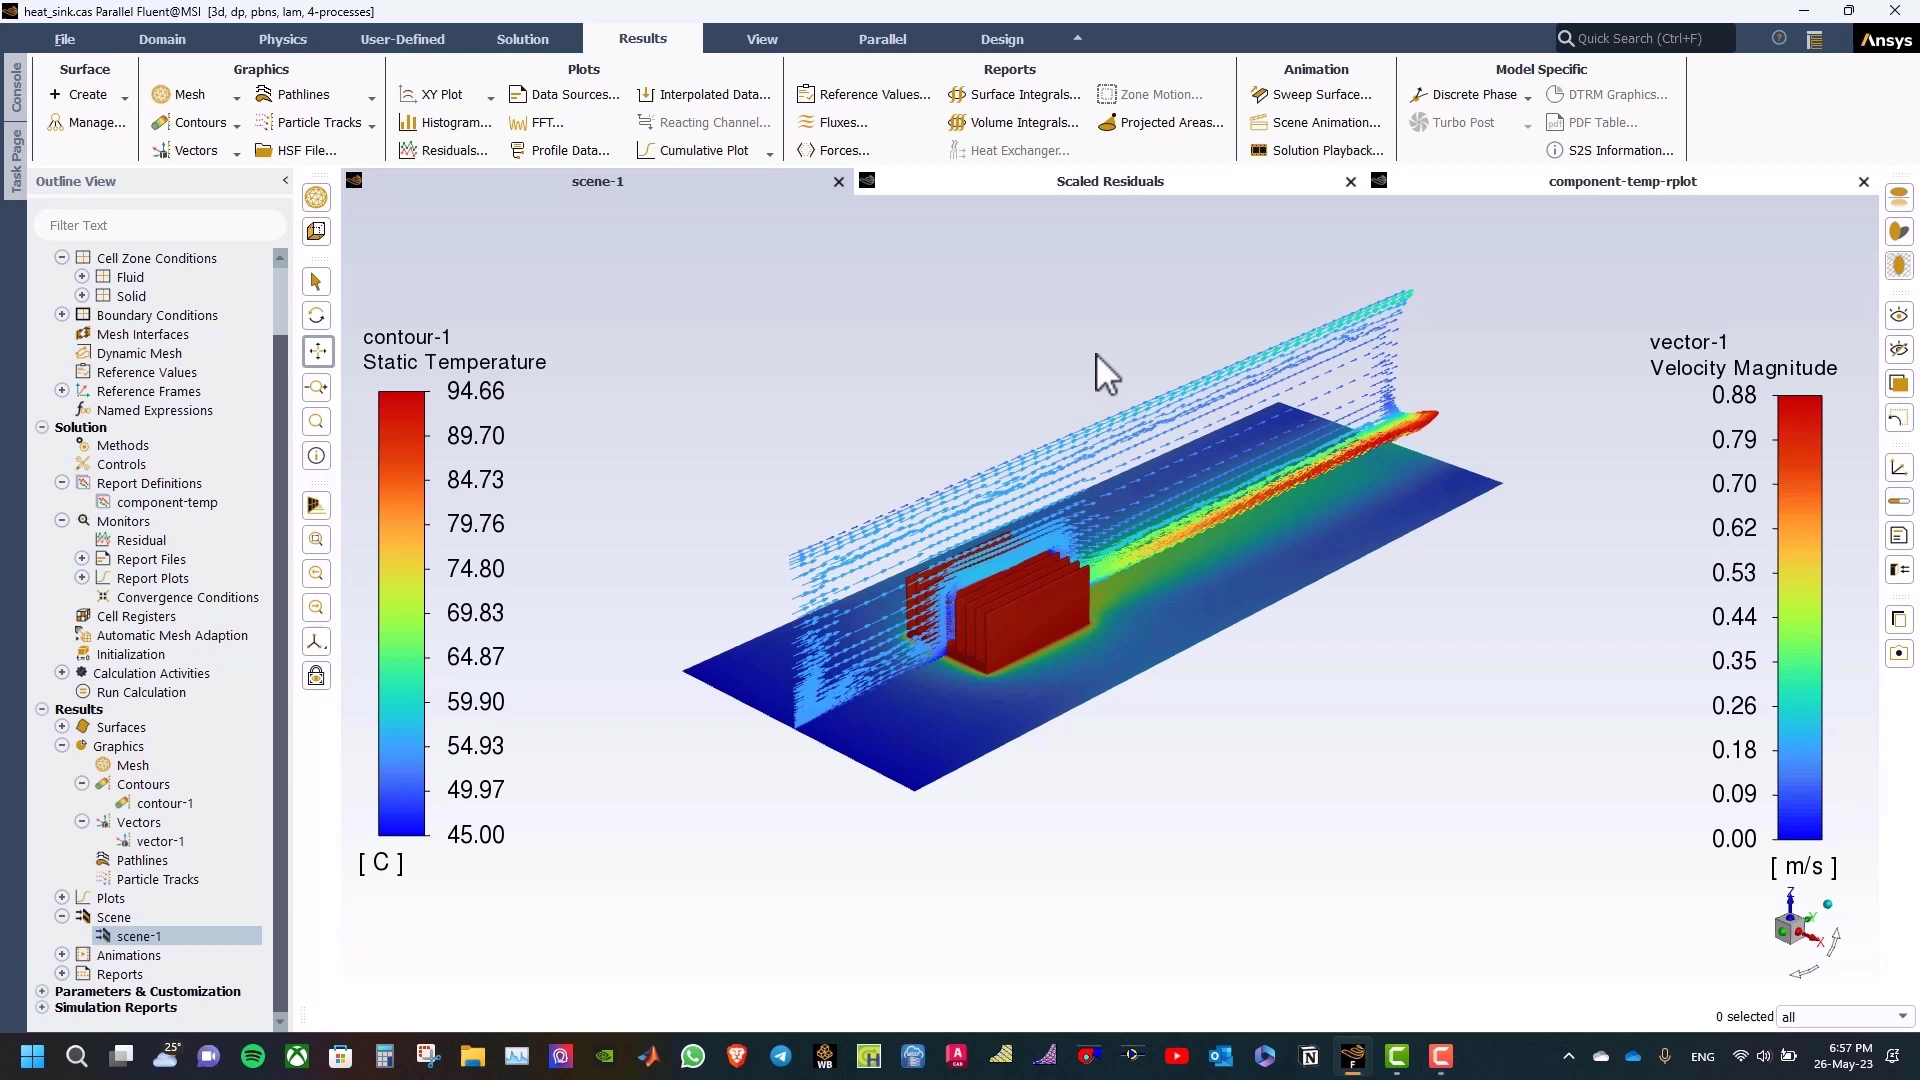 heat_sink.cas Parallel Fluent@MSI [3d, dp, pbns, lam, 4-processes]
File Domain Physics User-Defined Solution Results View Parallel Design Quick Search (Ctrl+F) Ansys
Console
Task Page
Surface
Create
Manage...
Graphics
Mesh Pathlines
Contours Particle Tracks
Vectors HSF File...
Plots
XY Plot Data Sources... Interpolated Data...
Histogram... FFT... Reacting Channel...
Residuals... Profile Data... Cumulative Plot
Reports
Reference Values... Surface Integrals... Zone Motion...
Fluxes... Volume Integrals... Projected Areas...
Forces... Heat Exchanger...
Animation
Sweep Surface...
Scene Animation...
Solution Playback...
Model Specific
Discrete Phase DTRM Graphics...
Turbo Post PDF Table...
S2S Information...
Outline View
Filter Text
Cell Zone Conditions
Fluid
Solid
Boundary Conditions
Mesh Interfaces
Dynamic Mesh
Reference Values
Reference Frames
Named Expressions
Solution
Methods
Controls
Report Definitions
component-temp
Monitors
Residual
Report Files
Report Plots
Convergence Conditions
Cell Registers
Automatic Mesh Adaption
Initialization
Calculation Activities
Run Calculation
Results
Surfaces
Graphics
Mesh
Contours
contour-1
Vectors
vector-1
Pathlines
Particle Tracks
Plots
Scene
scene-1
Animations
Reports
Parameters & Customization
Simulation Reports
scene-1 Scaled Residuals component-temp-rplot
contour-1
Static Temperature
94.66
89.70
84.73
79.76
74.80
69.83
64.87
59.90
54.93
49.97
45.00
[ C ]
vector-1
Velocity Magnitude
0.88
0.79
0.70
0.62
0.53
0.44
0.35
0.26
0.18
0.09
0.00
[ m/s ]
Z
Y
X
0 selected all
25°
WB
F
ENG
6:57 PM
26-May-23